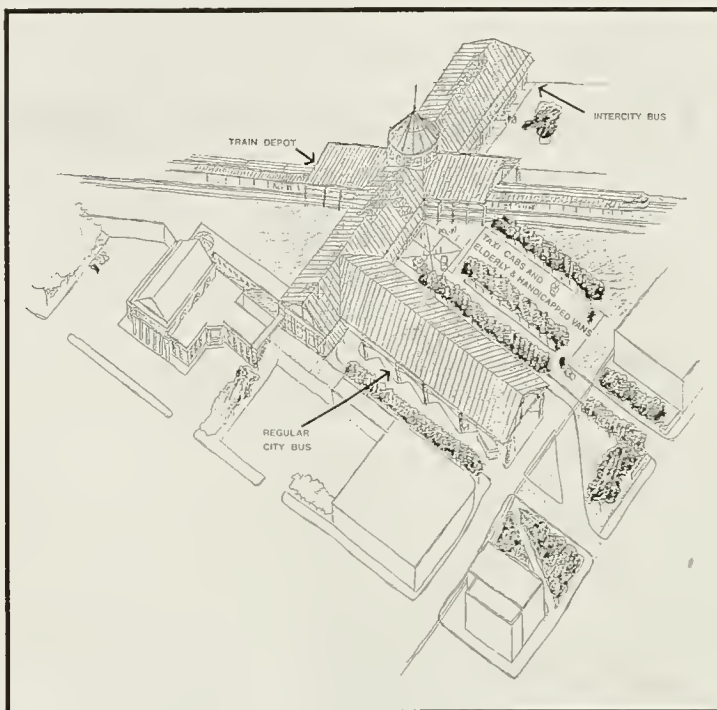 INTERCITY BUS
TRAIN DEPOT
TAXI CABS AND
ELDERLY & HANDICAPPED VANS
REGULAR
CITY BUS